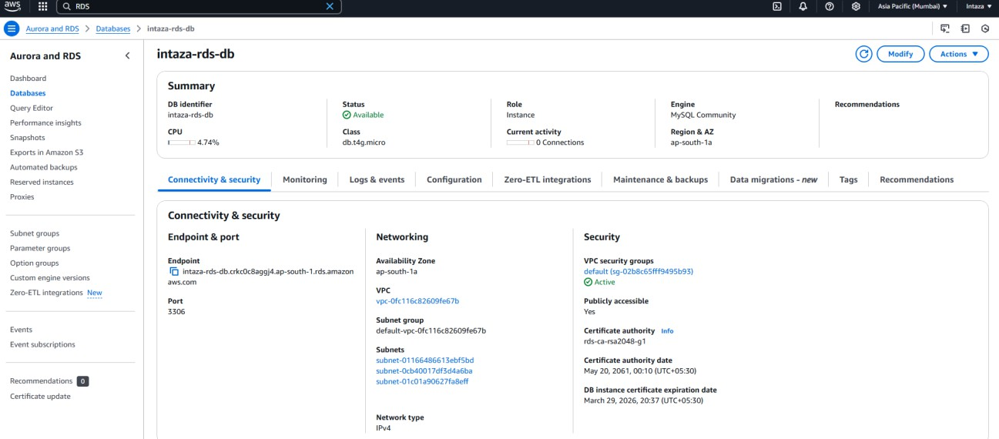 aws
RDS
Asia Pacific (Mumbai)
Intaza
Aurora and RDS
Databases
intaza-rds-db
Aurora and RDS
Dashboard
Databases
Query Editor
Performance insights
Snapshots
Exports in Amazon S3
Automated backups
Reserved instances
Proxies
Subnet groups
Parameter groups
Option groups
Custom engine versions
Zero-ETL integrations New
Events
Event subscriptions
Recommendations 0
Certificate update
intaza-rds-db
Modify
Actions
Summary
DB identifier
intaza-rds-db
CPU
4.74%
Status
Available
Class
db.t4g.micro
Role
Instance
Current activity
0 Connections
Engine
MySQL Community
Region & AZ
ap-south-1a
Recommendations
Connectivity & security
Monitoring
Logs & events
Configuration
Zero-ETL integrations
Maintenance & backups
Data migrations - new
Tags
Recommendations
Connectivity & security
Endpoint & port
Endpoint
intaza-rds-db.crkc0c8aggj4.ap-south-1.rds.amazon
aws.com
Port
3306
Networking
Availability Zone
ap-south-1a
VPC
vpc-0fc116c82609fe67b
Subnet group
default-vpc-0fc116c82609fe67b
Subnets
subnet-01166486613ebf5bd
subnet-0cb40017df3d4a6ba
subnet-01c01a90627fa8eff
Network type
IPv4
Security
VPC security groups
default (sg-02b8c65fff9495b93)
Active
Publicly accessible
Yes
Certificate authority Info
rds-ca-rsa2048-g1
Certificate authority date
May 20, 2061, 00:10 (UTC+05:30)
DB instance certificate expiration date
March 29, 2026, 20:37 (UTC+05:30)